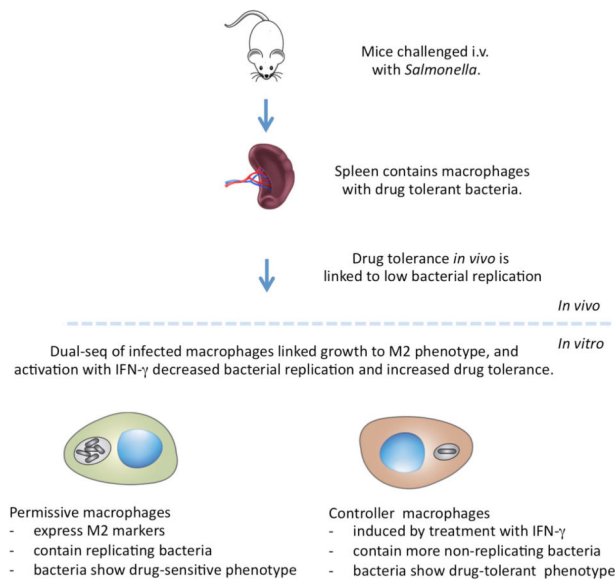 Mice challenged i.v.
with Salmonella.
Spleen contains macrophages
with drug tolerant bacteria.
Drug tolerance in vivo is
linked to low bacterial replication
In vivo
In vitro
Dual-seq of infected macrophages linked growth to M2 phenotype, and
activation with IFN-γ decreased bacterial replication and increased drug tolerance.
Permissive macrophages
- express M2 markers
- contain replicating bacteria
- bacteria show drug-sensitive phenotype
Controller macrophages
- induced by treatment with IFN-γ
- contain more non-replicating bacteria
- bacteria show drug-tolerant phenotype